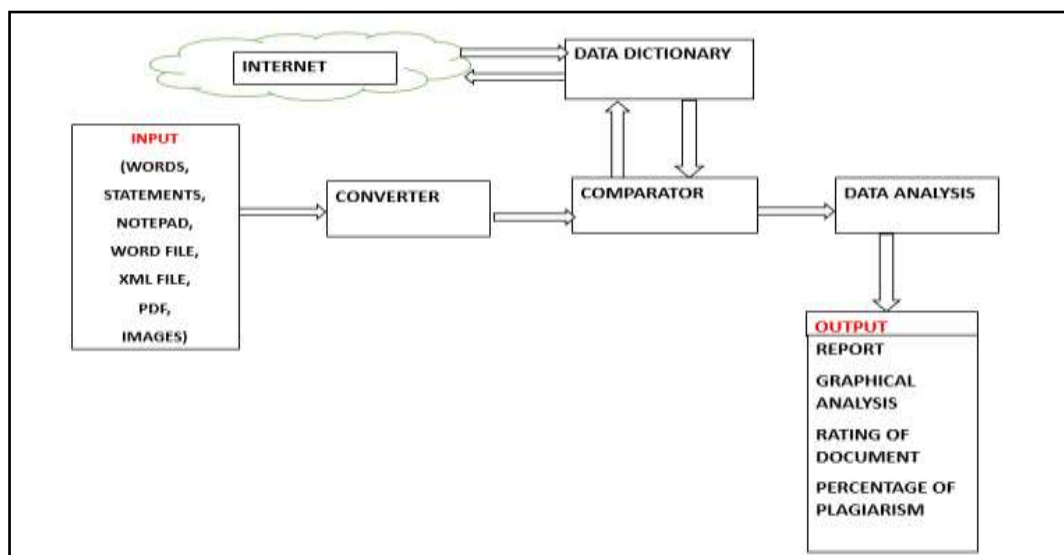 INTERNET
DATA DICTIONARY
INPUT
(WORDS,
STATEMENTS,
NOTEPAD,
WORD FILE,
XML FILE,
PDF,
IMAGES)
CONVERTER
COMPARATOR
DATA ANALYSIS
OUTPUT
REPORT
GRAPHICAL
ANALYSIS
RATING OF
DOCUMENT
PERCENTAGE OF
PLAGIARISM